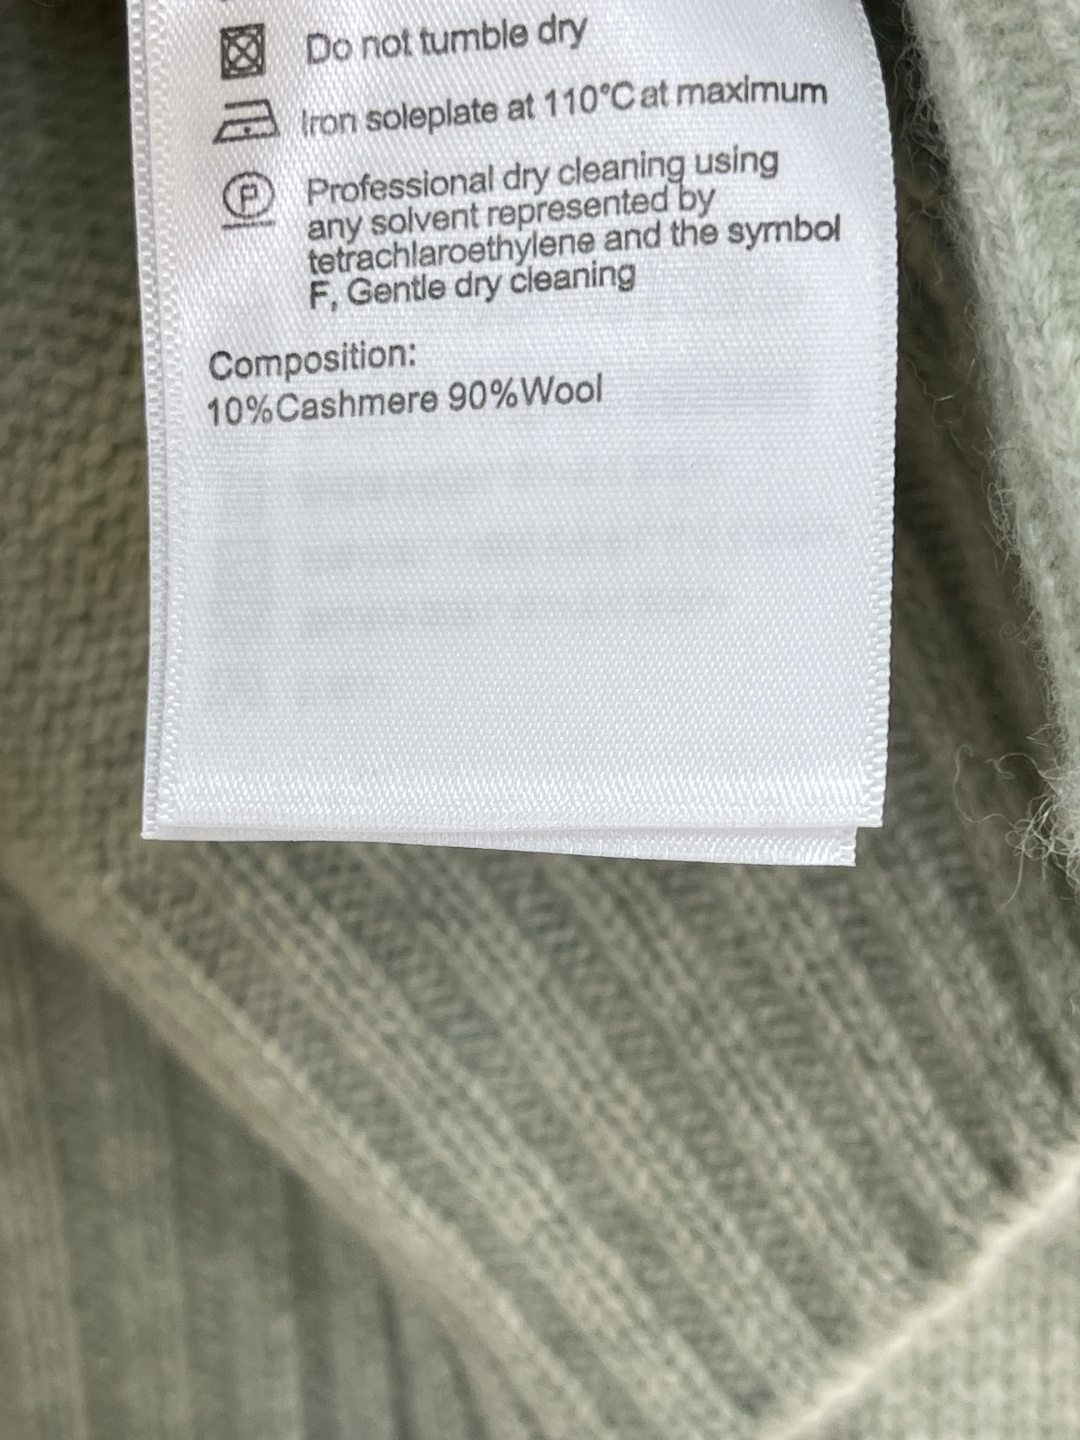 Do not tumble dry
Iron soleplate at 110°C at maximum
P
Professional dry cleaning using
any solvent represented by
tetrachlaroethylene and the symbol
F, Gentle dry cleaning
Composition:
10%Cashmere 90%Wool